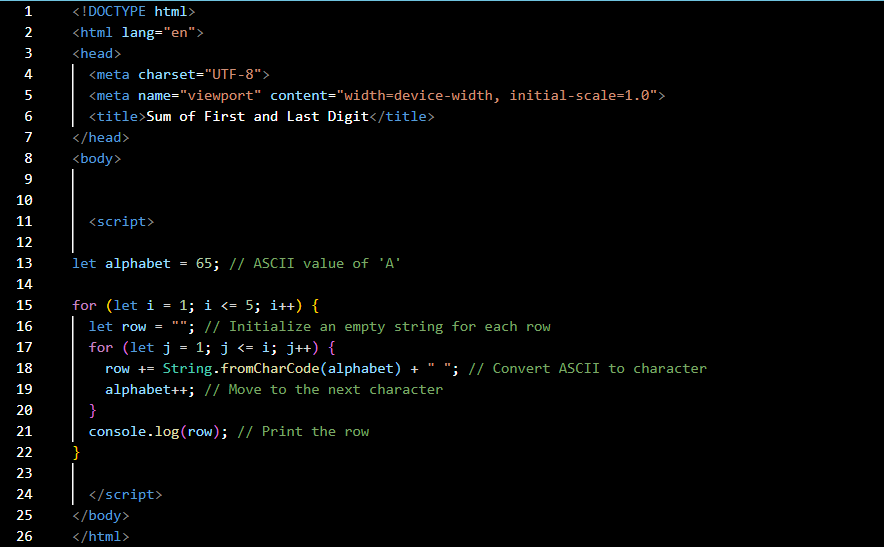 1 <!DOCTYPE html>
2 <html lang="en">
3 <head>
4 <meta charset="UTF-8">
5 <meta name="viewport" content="width=device-width, initial-scale=1.0">
6 <title>Sum of First and Last Digit</title>
7 </head>
8 <body>
9
10
11 <script>
12
13 let alphabet = 65; // ASCII value of 'A'
14
15 for (let i = 1; i <= 5; i++) {
16 let row = ""; // Initialize an empty string for each row
17 for (let j = 1; j <= i; j++) {
18 row += String.fromCharCode(alphabet) + " "; // Convert ASCII to character
19 alphabet++; // Move to the next character
20 }
21 console.log(row); // Print the row
22 }
23
24 </script>
25 </body>
26 </html>